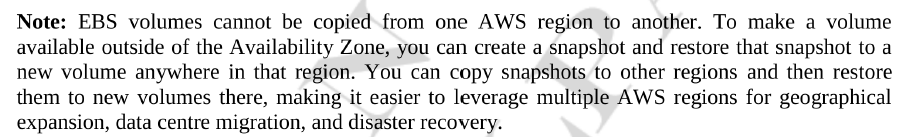 Note: EBS volumes cannot be copied from one AWS region to another. To make a volume
available outside of the Availability Zone, you can create a snapshot and restore that snapshot to a
new volume anywhere in that region. You can copy snapshots to other regions and then restore
them to new volumes there, making it easier to leverage multiple AWS regions for geographical
expansion, data centre migration, and disaster recovery.